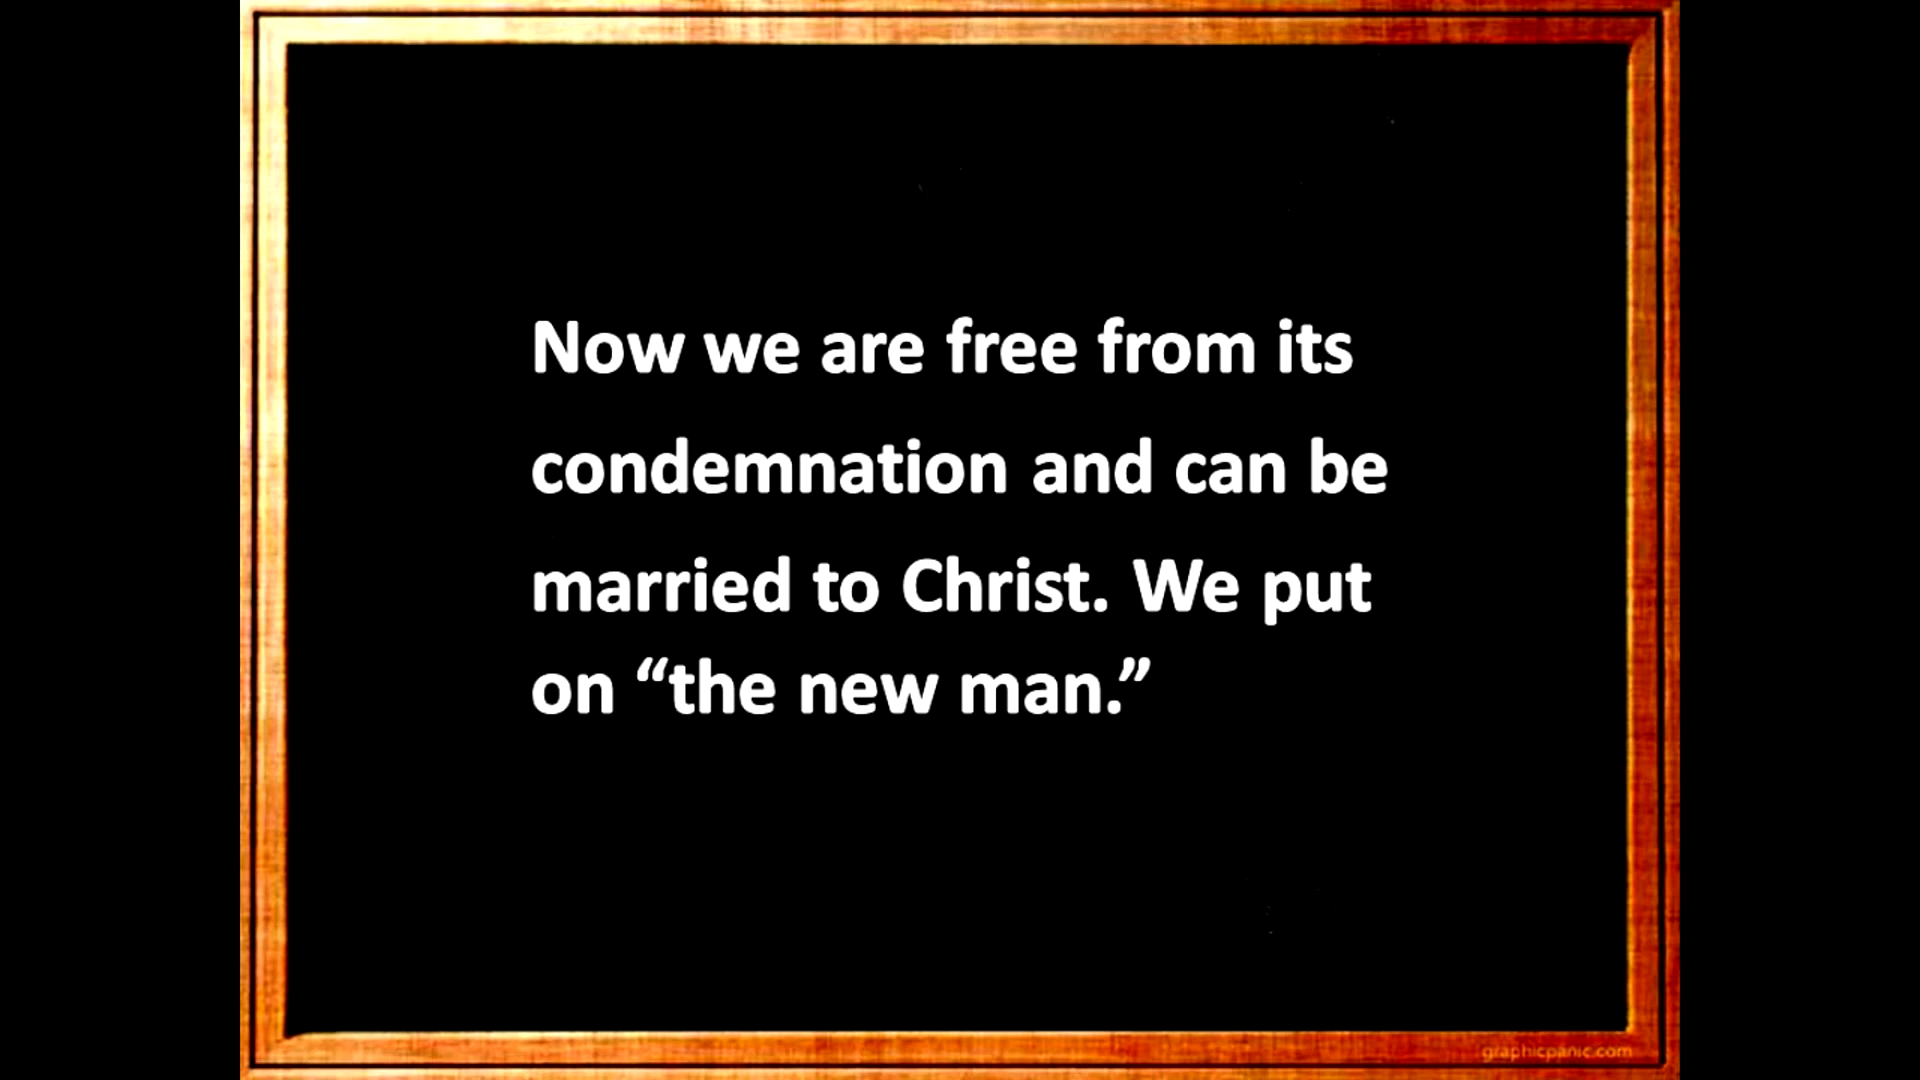 Now we are free from its
condemnation and can be
married to Christ. We put
on “the new man.”
graphicpanic.com